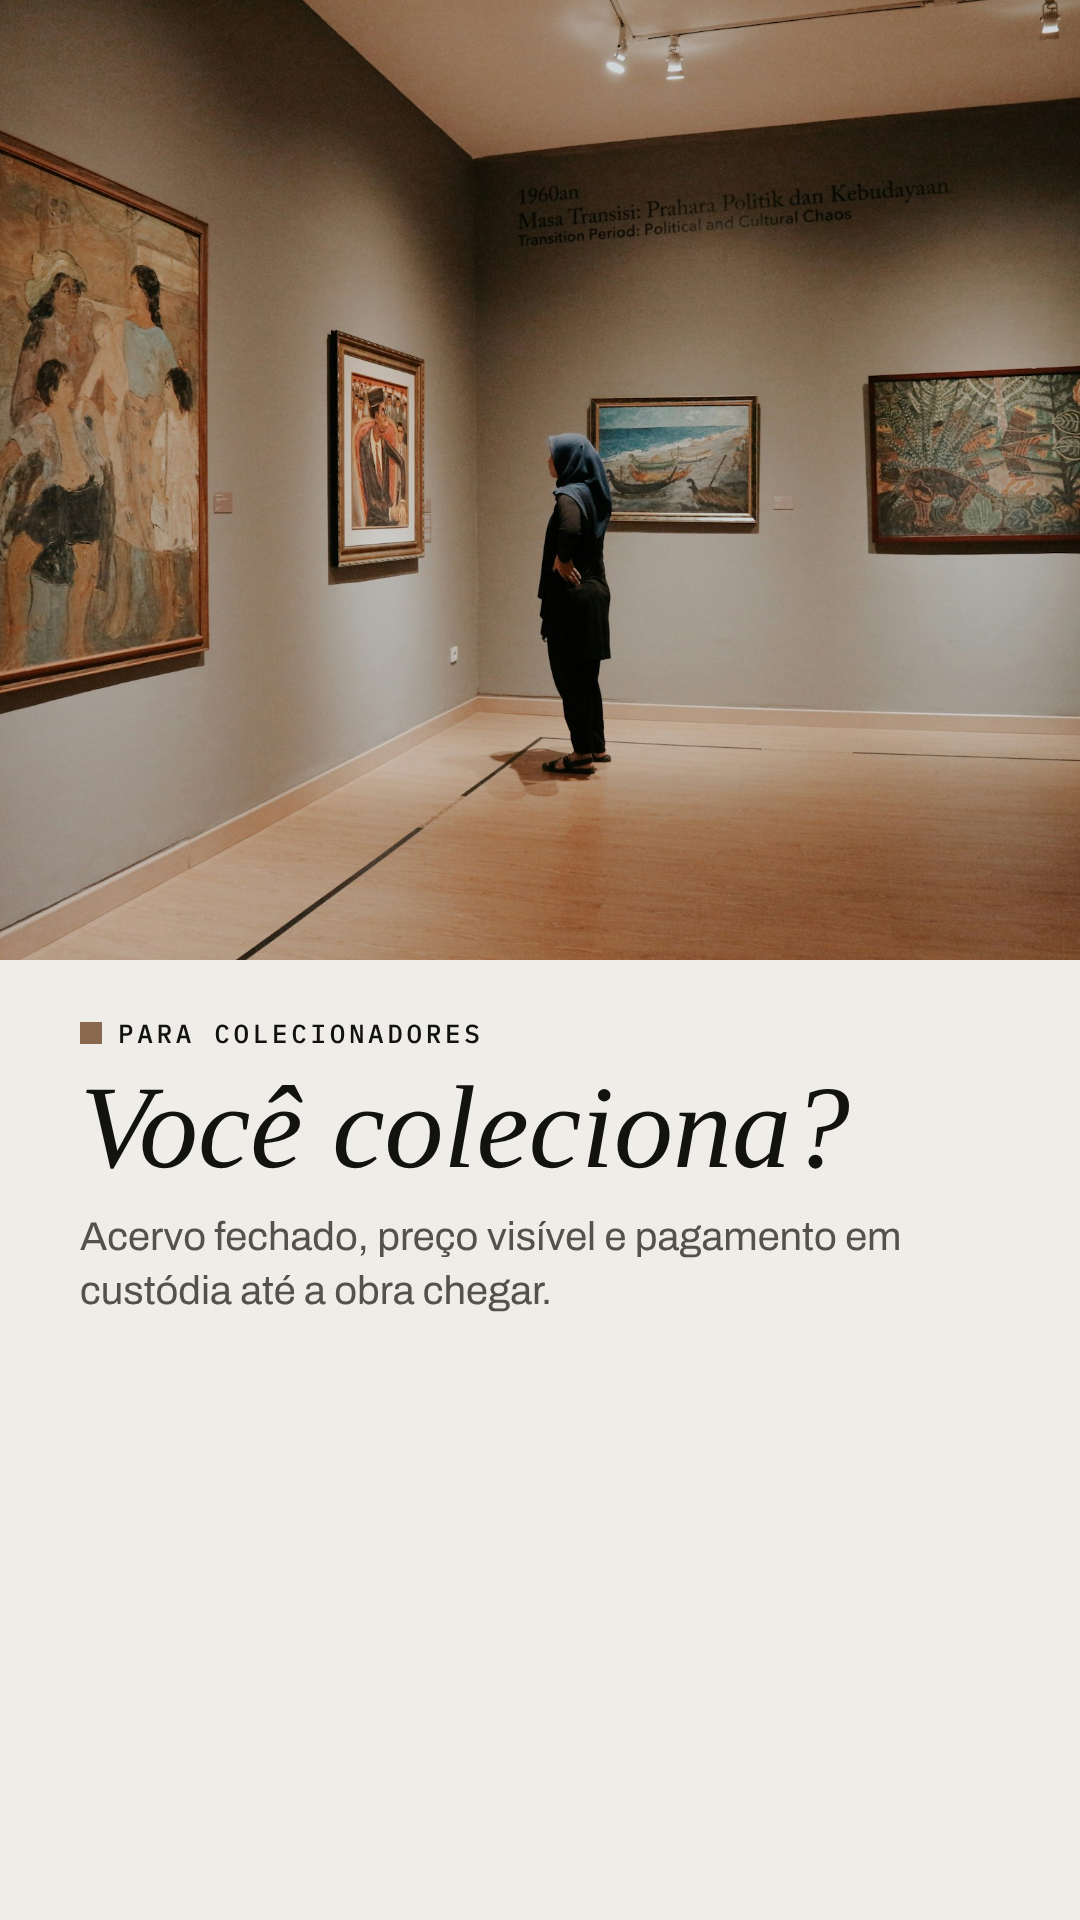 1960an
Masa Transisi: Prahara Politik dan Kebudayaan
Transition Period: Political and Cultural Chaos
PARA COLECIONADORES
Você coleciona?
Acervo fechado, preço visível e pagamento em
custódia até a obra chegar.